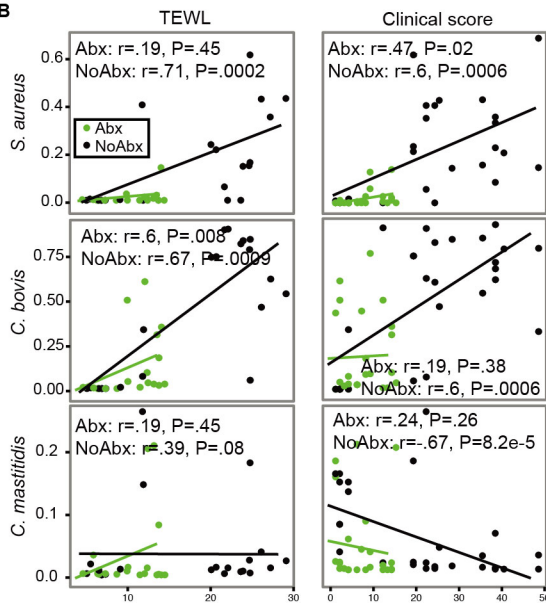 B
TEWL
Clinical score
S. aureus
0.6
0.4
0.2
0.0
Abx: r=.19, P=.45
NoAbx: r=.71, P=.0002
Abx
NoAbx
Abx: r=.47, P=.02
NoAbx: r=.6, P=.0006
C. bovis
0.75
0.50
0.25
0.00
Abx: r=.6, P=.008
NoAbx: r=.67, P=.0009
Abx: r=.19, P=.38
NoAbx: r=.6, P=.0006
C. mastitidis
0.2
0.1
0.0
Abx: r=.19, P=.45
NoAbx: r=.39, P=.08
Abx: r=.24, P=.26
NoAbx: r=-.67, P=8.2e-5
10 20 30
0 10 20 30 40 50